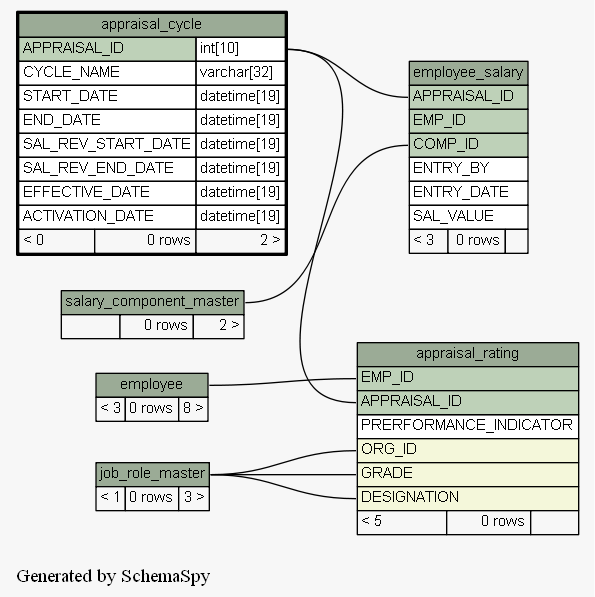 appraisal_cycle
APPRAISAL_ID int[10]
CYCLE_NAME varchar[32]
START_DATE datetime[19]
END_DATE datetime[19]
SAL_REV_START_DATE datetime[19]
SAL_REV_END_DATE datetime[19]
EFFECTIVE_DATE datetime[19]
ACTIVATION_DATE datetime[19]
< 0 0 rows 2 >
employee_salary
APPRAISAL_ID
EMP_ID
COMP_ID
ENTRY_BY
ENTRY_DATE
SAL_VALUE
< 3 0 rows
salary_component_master
0 rows 2 >
employee
< 3 0 rows 8 >
job_role_master
< 1 0 rows 3 >
appraisal_rating
EMP_ID
APPRAISAL_ID
PRERFORMANCE_INDICATOR
ORG_ID
GRADE
DESIGNATION
< 5 0 rows
Generated by SchemaSpy